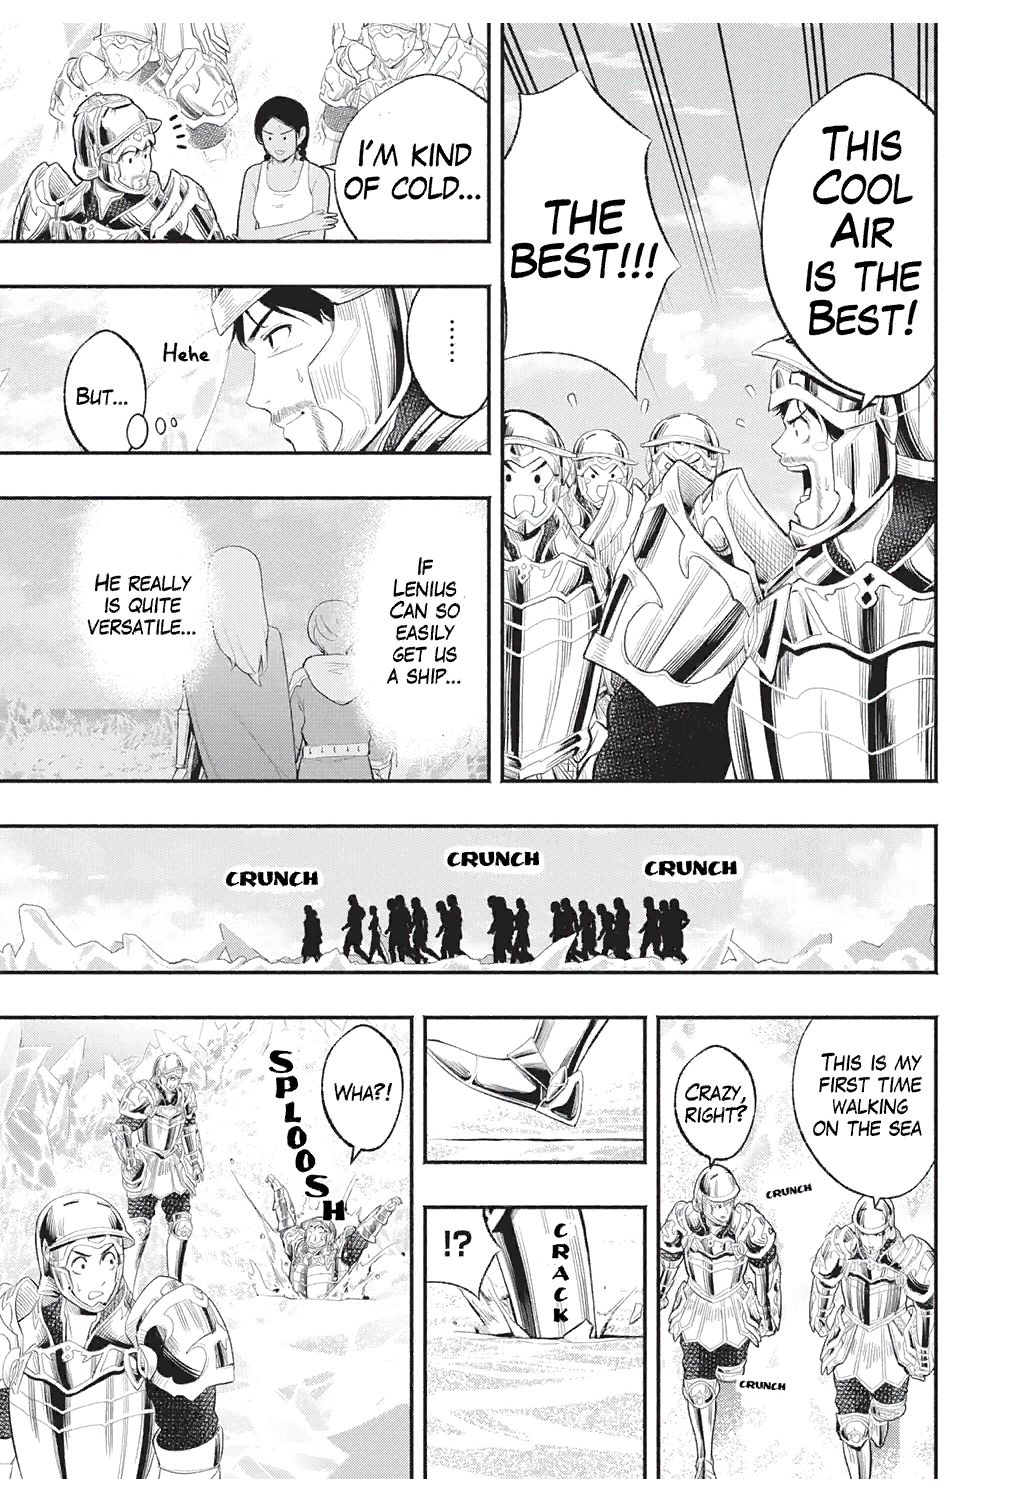 THIS
COOL
AIR
IS THE
BEST!
THE
BEST!!!
I'M KIND
OF COLD...
......
Hehe
BUT...
IF
LENIUS
CAN SO
EASILY
GET US
A SHIP...
HE REALLY
IS QUITE
VERSATILE...
CRUNCH
CRUNCH
CRUNCH
THIS IS MY
FIRST TIME
WALKING
ON THE SEA
CRAZY,
RIGHT?
CRUNCH
CRUNCH
CRACK
!?
WHA?!
SPLOOSH